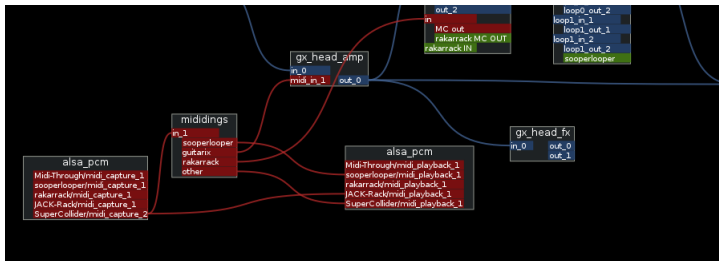 out_2
in
MC out
rakarrack MC OUT
rakarrack IN
loop0_out_2
loop1_in_1
loop1_out_1
loop1_in_2
loop1_out_2
sooperlooper
gx_head_amp
in_0
midi_in_1 out_0
mididings
in_1
sooperlooper
guitarix
rakarrack
other
gx_head_fx
in_0 out_0
out_1
alsa_pcm
Midi-Through/midi_capture_1
sooperlooper/midi_capture_1
rakarrack/midi_capture_1
JACK-Rack/midi_capture_1
SuperCollider/midi_capture_2
alsa_pcm
Midi-Through/midi_playback_1
sooperlooper/midi_playback_1
rakarrack/midi_playback_1
JACK-Rack/midi_playback_1
SuperCollider/midi_playback_1